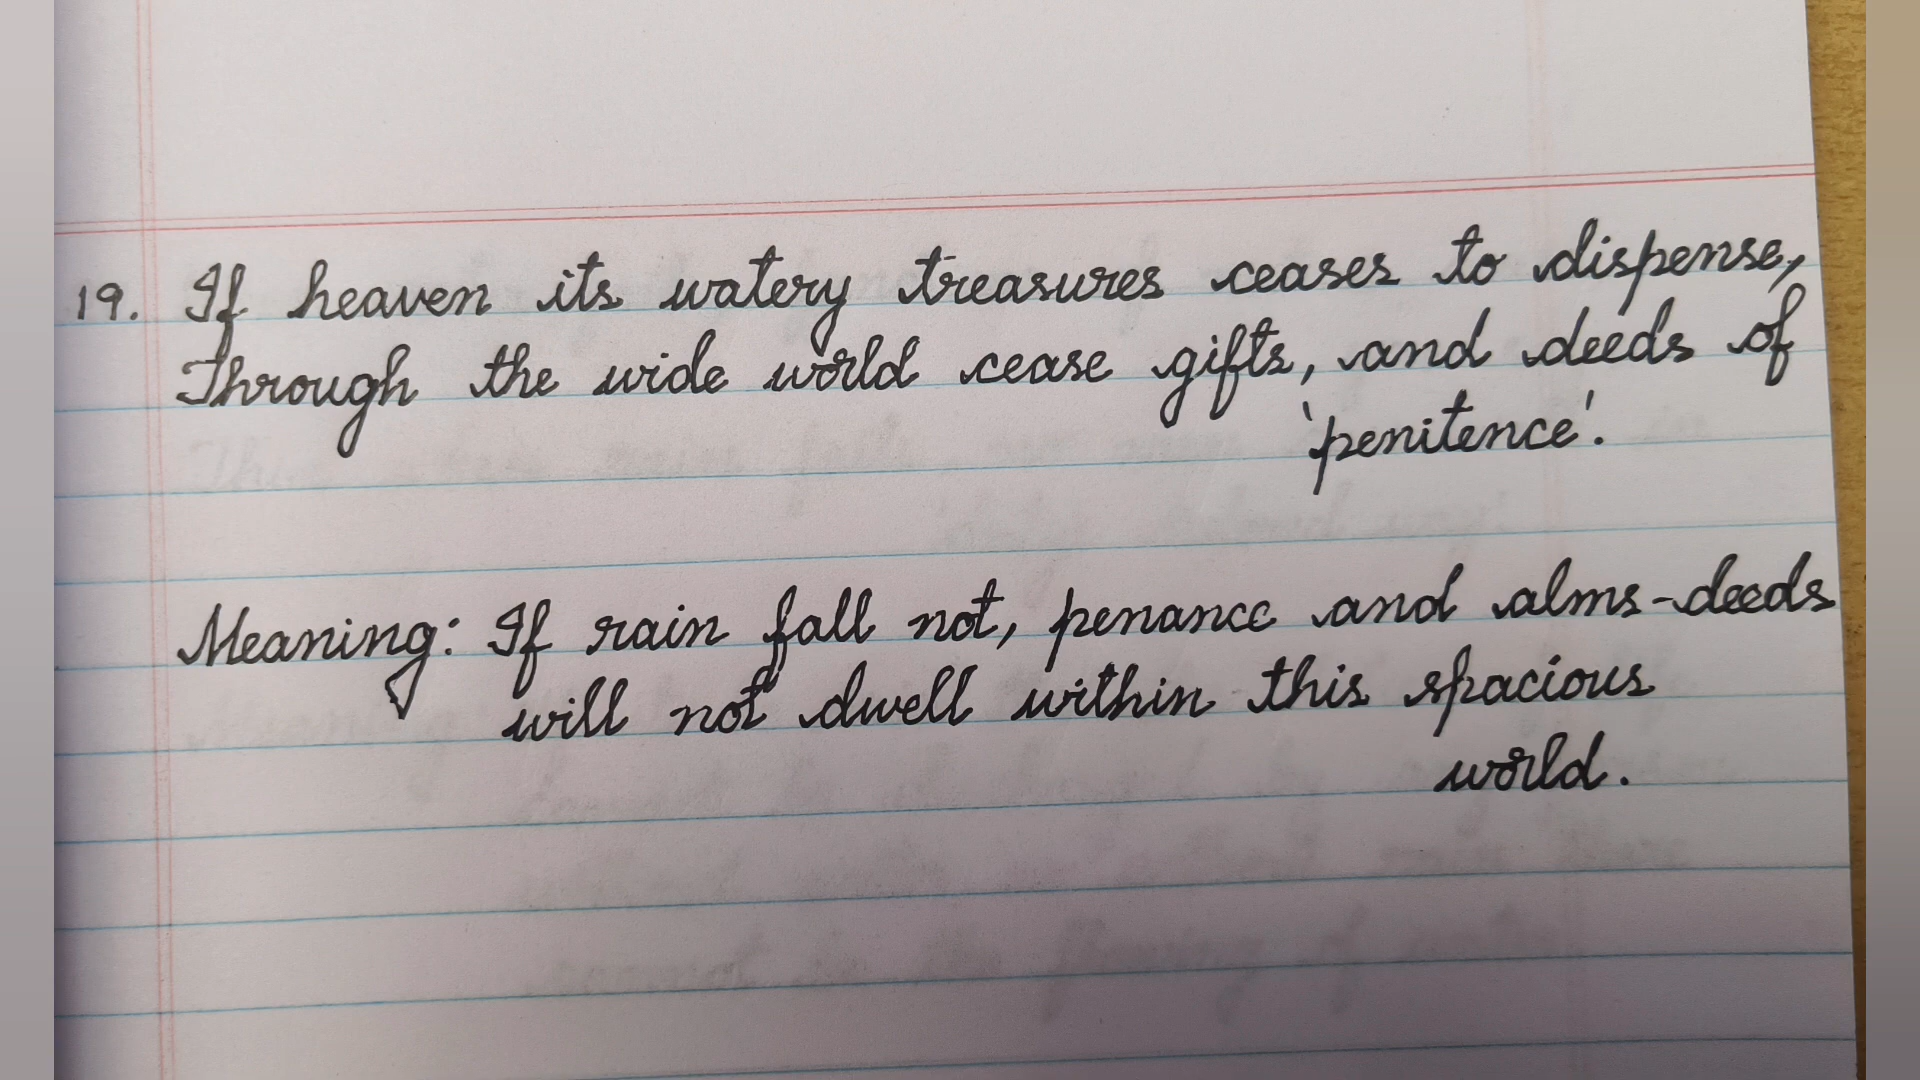 19. If heaven its watery treasures ceases to dispense,
Through the wide world cease gifts, and deeds of
'penitence'.
Meaning: If rain fall not, penance and alms-deeds
will not dwell within this spacious
world.